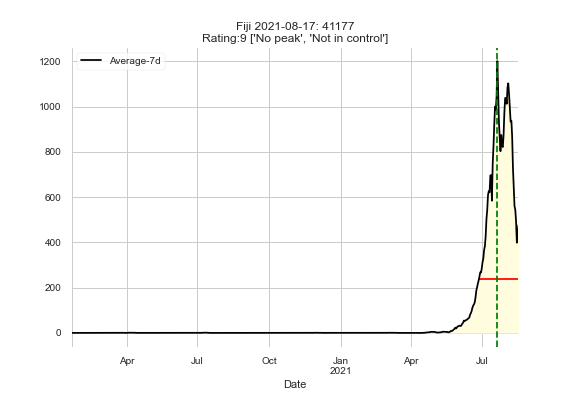 Fiji 2021-08-17: 41177
Rating:9 ['No peak', 'Not in control']
Average-7d
1200
1000
800
600
400
200
0
Apr Jul Oct Jan Apr Jul
2021
Date